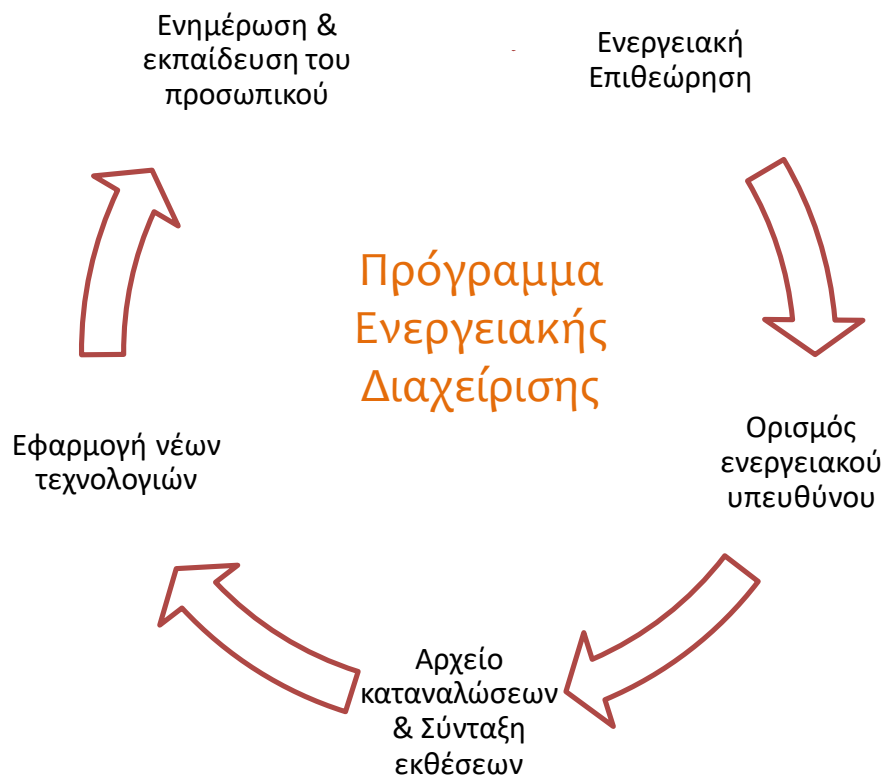 Ενημέρωση &
εκπαίδευση του
προσωπικού
Ενεργειακή
Επιθεώρηση
Πρόγραμμα
Ενεργειακής
Διαχείρισης
Ορισμός
ενεργειακού
υπευθύνου
Εφαρμογή νέων
τεχνολογιών
Αρχείο
καταναλώσεων
& Σύνταξη
εκθέσεων